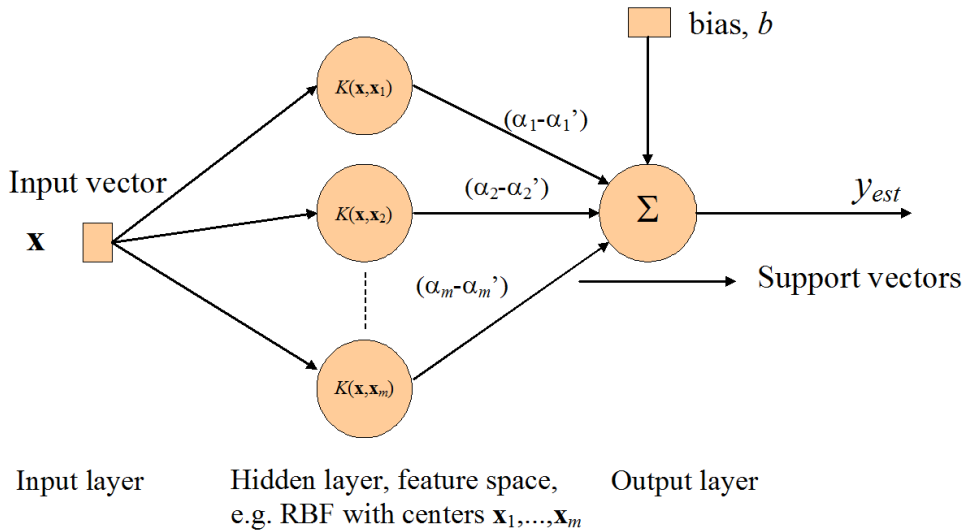 bias, b
K(x,x₁)
(α₁-α₁’)
Input vector
x
K(x,x₂)
(α₂-α₂’)
Σ
yₑₛₜ
(αₘ-αₘ’)
Support vectors
K(x,xₘ)
Input layer
Hidden layer, feature space,
e.g. RBF with centers x₁,...,xₘ
Output layer